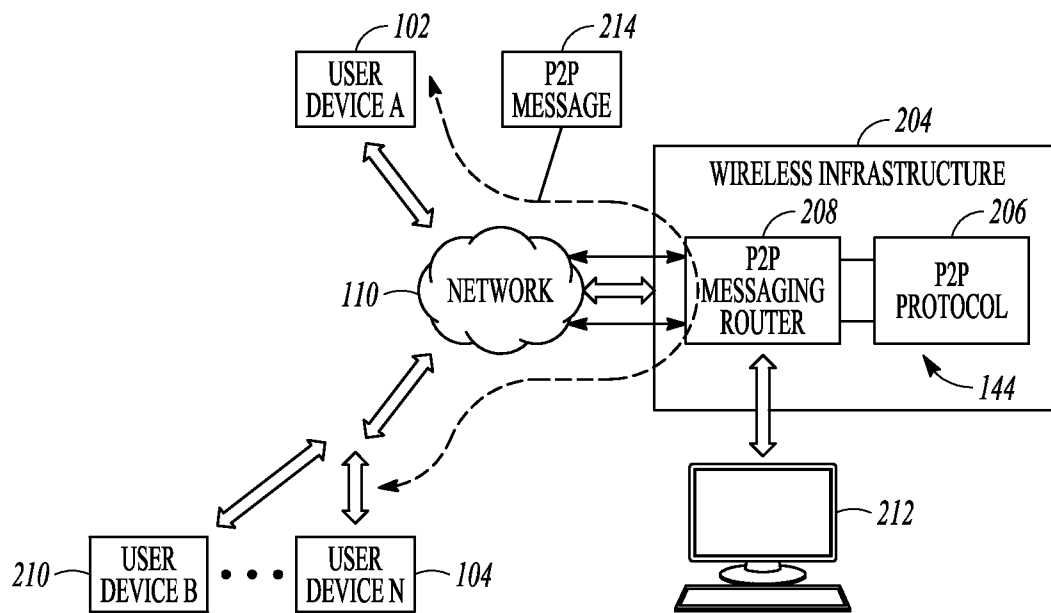 102
USER
DEVICE A
214
P2P
MESSAGE
204
WIRELESS INFRASTRUCTURE
208
P2P
MESSAGING
ROUTER
206
P2P
PROTOCOL
110
NETWORK
144
212
210
USER
DEVICE B
USER
DEVICE N
104